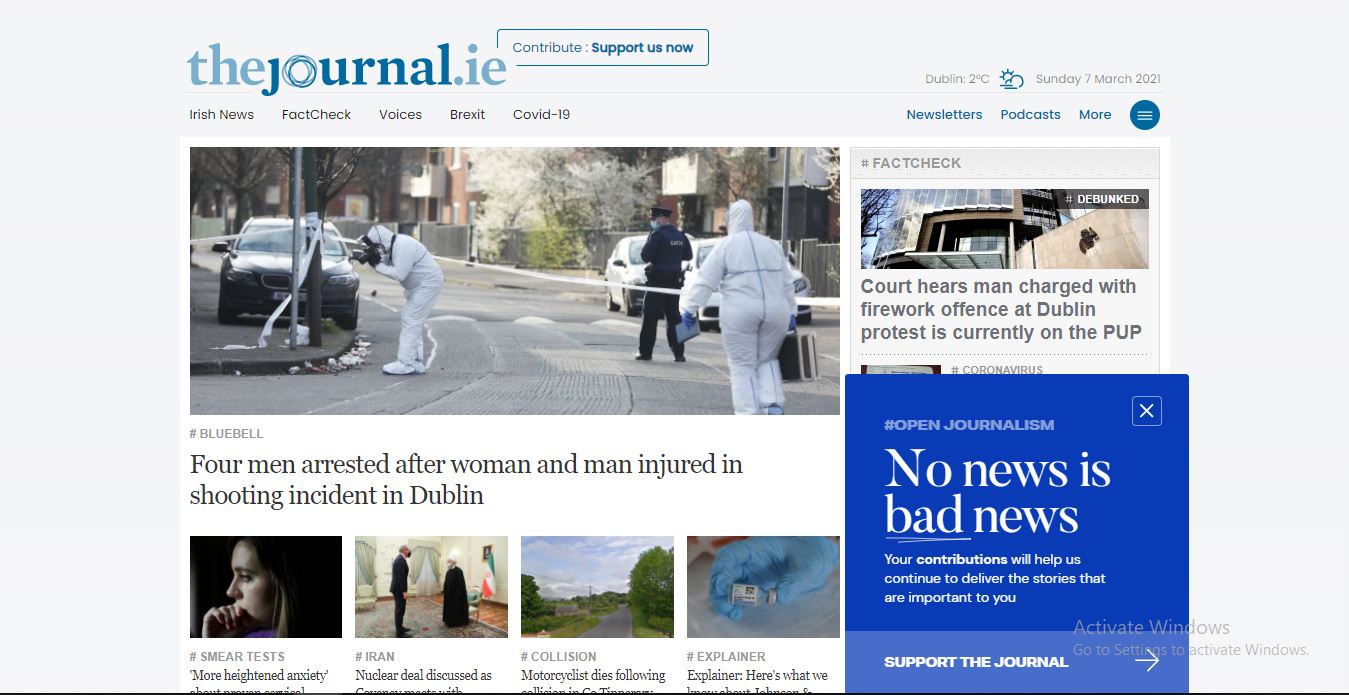 thejournal.ie
Contribute : Support us now
Dublin: 2°C
Sunday 7 March 2021
Irish News
FactCheck
Voices
Brexit
Covid-19
Newsletters
Podcasts
More
GARDA
# BLUEBELL
Four men arrested after woman and man injured in
shooting incident in Dublin
# SMEAR TESTS
'More heightened anxiety'
about proven cervical
# IRAN
Nuclear deal discussed as
Coveney meets with
# COLLISION
Motorcyclist dies following
collision in Co Tipperary
# EXPLAINER
Explainer: Here's what we
know about Johnson &
# FACTCHECK
# DEBUNKED
Court hears man charged with
firework offence at Dublin
protest is currently on the PUP
# CORONAVIRUS
#OPEN JOURNALISM
No news is
bad news
Your contributions will help us
continue to deliver the stories that
are important to you
SUPPORT THE JOURNAL
Activate Windows
Go to Settings to activate Windows.